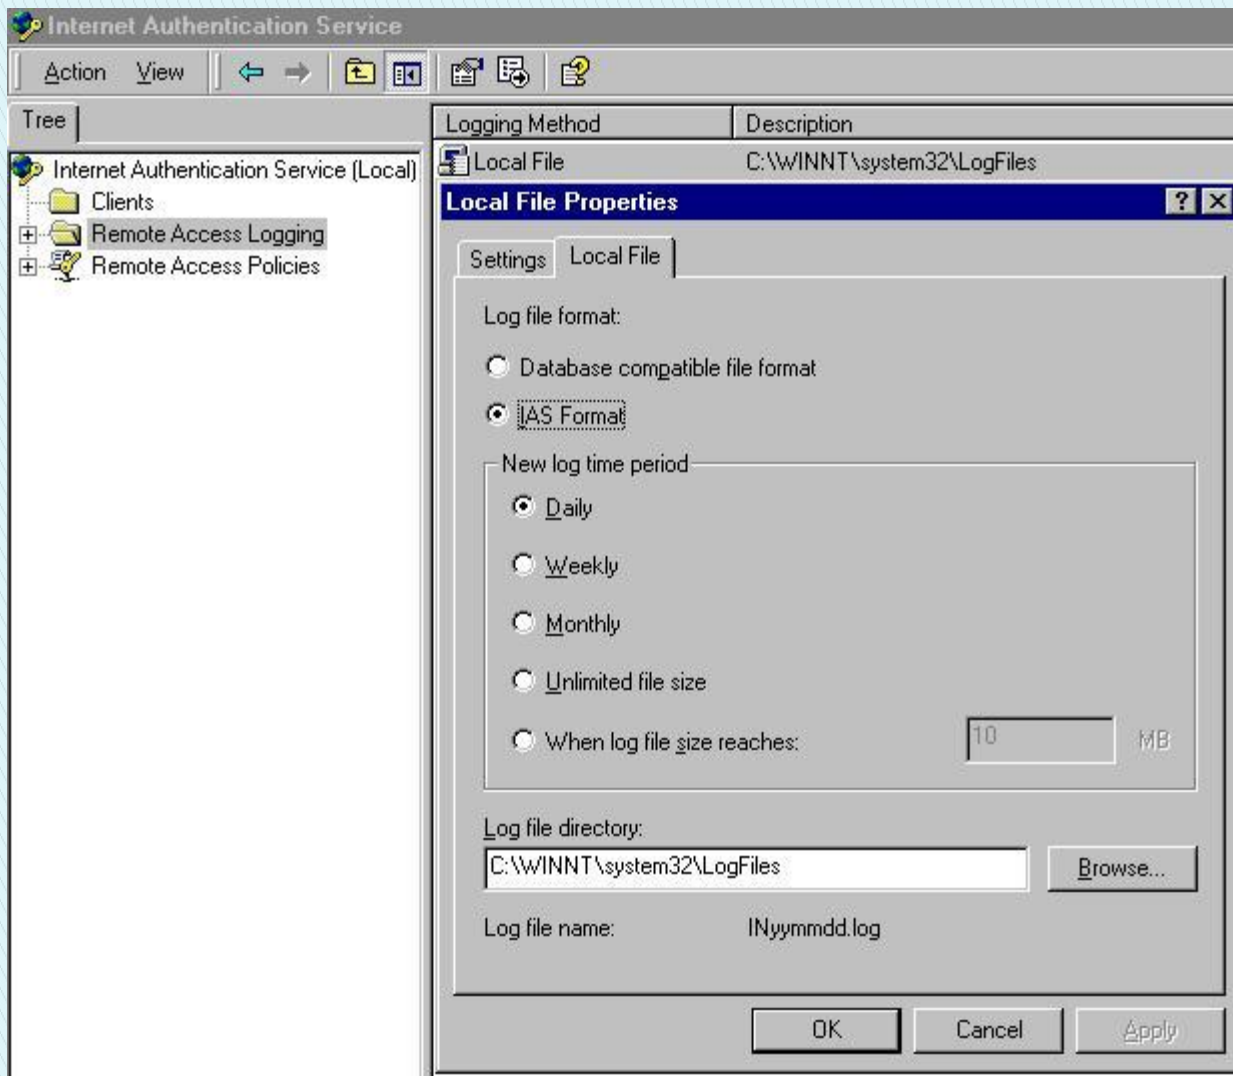 Internet Authentication Service
Action View
Tree
Logging Method Description
Internet Authentication Service (Local)
Clients
Remote Access Logging
Remote Access Policies
Local File C:\WINNT\system32\LogFiles
Local File Properties
Settings Local File
Log file format:
Database compatible file format
IAS Format
New log time period
Daily
Weekly
Monthly
Unlimited file size
When log file size reaches: 10 MB
Log file directory:
C:\WINNT\system32\LogFiles Browse...
Log file name: INyymmdd.log
OK Cancel Apply